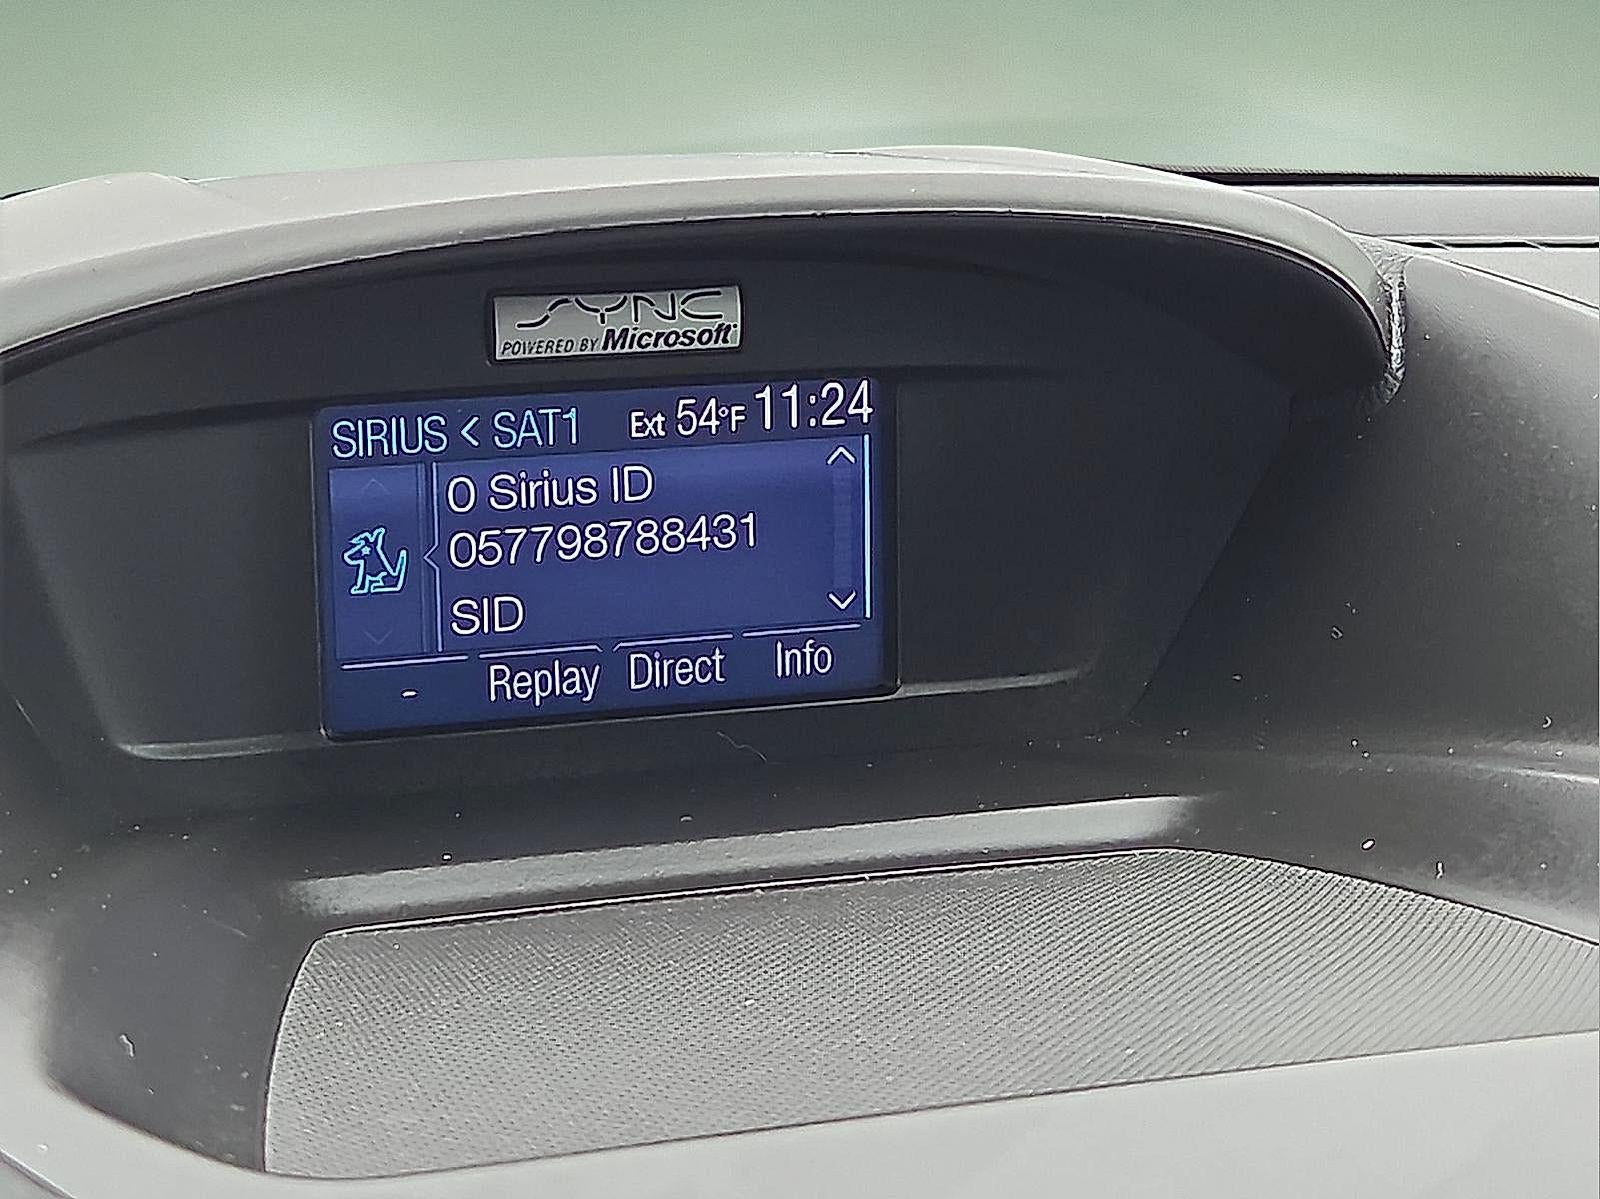 SYNC
POWERED BY Microsoft
SIRIUS < SAT1 Ext 54°F 11:24
0 Sirius ID
057798788431
SID
- Replay Direct Info